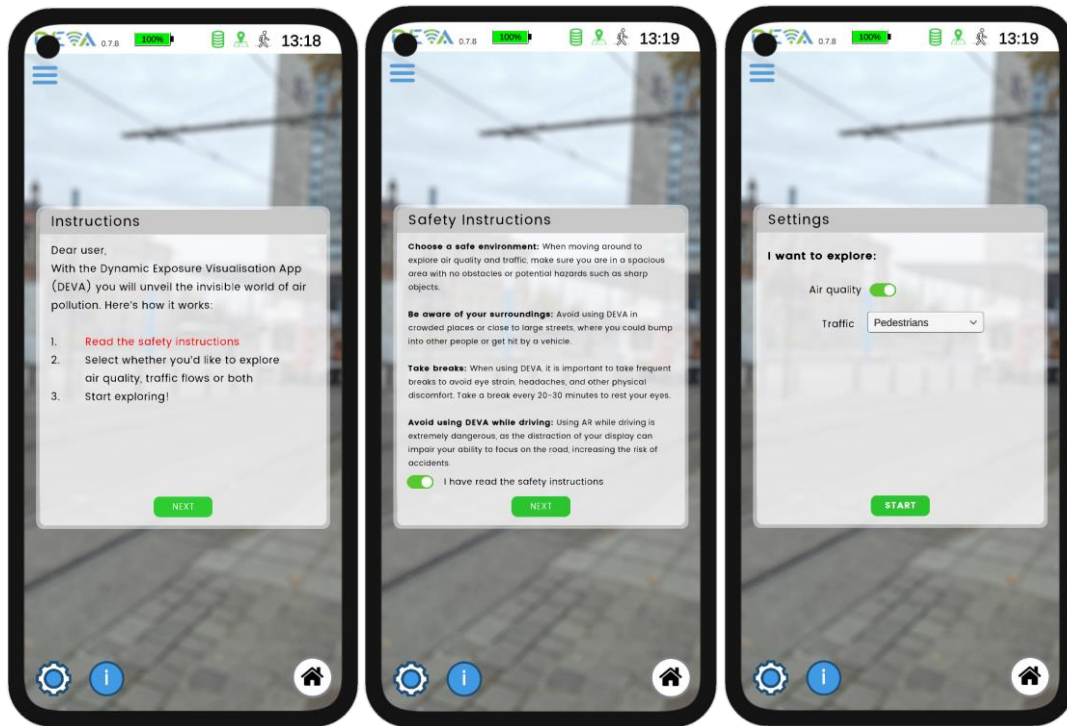 DEVA 0.7.8 100% 13:18
Instructions
Dear user,
With the Dynamic Exposure Visualisation App
(DEVA) you will unveil the invisible world of air
pollution. Here's how it works:
1. Read the safety instructions
2. Select whether you'd like to explore
air quality, traffic flows or both
3. Start exploring!
NEXT
i
DEVA 0.7.8 100% 13:19
Safety Instructions
Choose a safe environment: When moving around to
explore air quality and traffic, make sure you are in a spacious
area with no obstacles or potential hazards such as sharp
objects.
Be aware of your surroundings: Avoid using DEVA in
crowded places or close to large streets, where you could bump
into other people or get hit by a vehicle.
Take breaks: When using DEVA, it is important to take frequent
breaks to avoid eye strain, headaches, and other physical
discomfort. Take a break every 20-30 minutes to rest your eyes.
Avoid using DEVA while driving: Using AR while driving is
extremely dangerous, as the distraction of your display can
impair your ability to focus on the road, increasing the risk of
accidents.
I have read the safety instructions
NEXT
i
DEVA 0.7.8 100% 13:19
Settings
I want to explore:
Air quality
Traffic Pedestrians
START
i